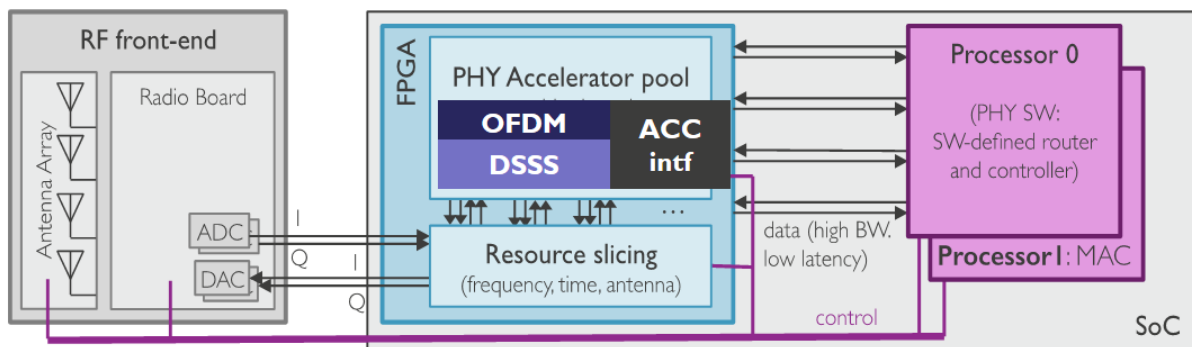 RF front-end
Antenna Array
Radio Board
ADC
DAC
I
Q
I
Q
FPGA
PHY Accelerator pool
OFDM
DSSS
ACC
intf
...
Resource slicing
(frequency, time, antenna)
data (high BW.
low latency)
control
Processor 0
(PHY SW:
SW-defined router
and controller)
Processor1: MAC
SoC